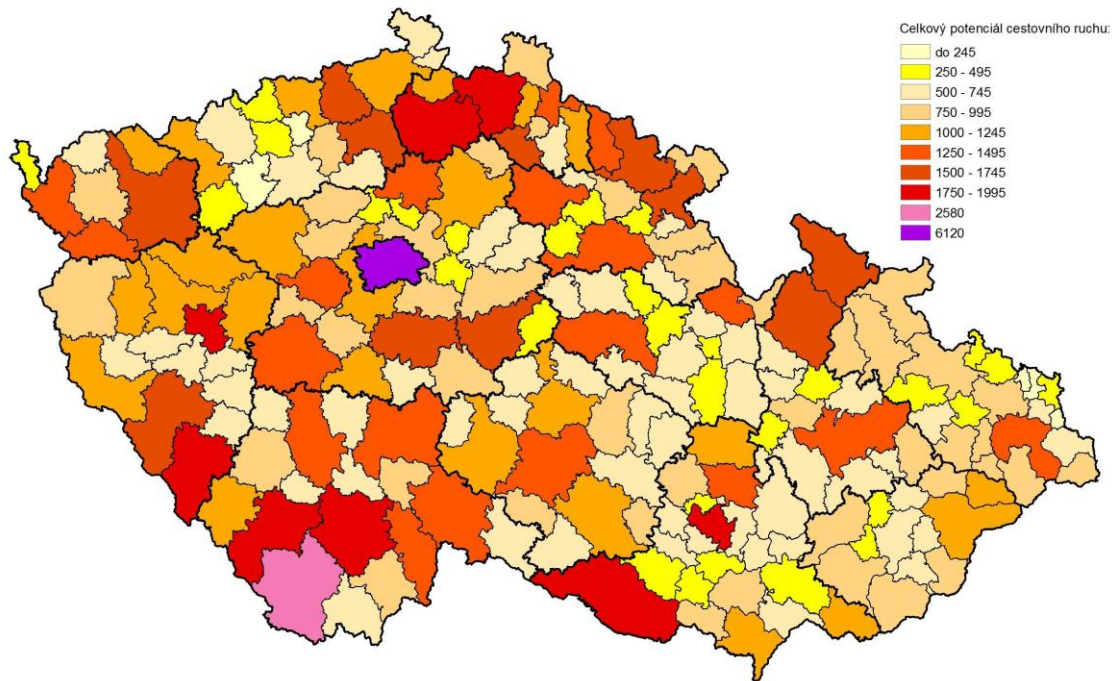 Celkový potenciál cestovního ruchu:
do 245
250 - 495
500 - 745
750 - 995
1000 - 1245
1250 - 1495
1500 - 1745
1750 - 1995
2580
6120